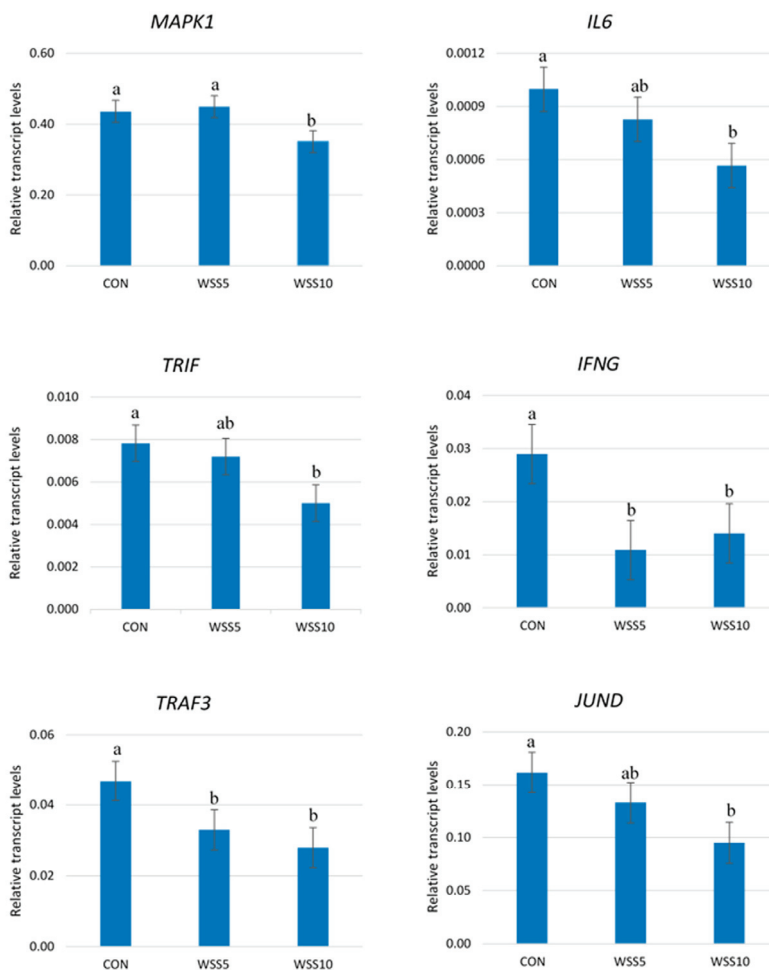 MAPK1
Relative transcript levels
0.60
0.40
0.20
0.00
a
a
b
CON
WSS5
WSS10
IL6
Relative transcript levels
0.0012
0.0009
0.0006
0.0003
0.0000
a
ab
b
CON
WSS5
WSS10
TRIF
Relative transcript levels
0.010
0.008
0.006
0.004
0.002
0.000
a
ab
b
CON
WSS5
WSS10
IFNG
Relative transcript levels
0.04
0.03
0.02
0.01
0.00
a
b
b
CON
WSS5
WSS10
TRAF3
Relative transcript levels
0.06
0.04
0.02
0.00
a
b
b
CON
WSS5
WSS10
JUND
Relative transcript levels
0.20
0.15
0.10
0.05
0.00
a
ab
b
CON
WSS5
WSS10